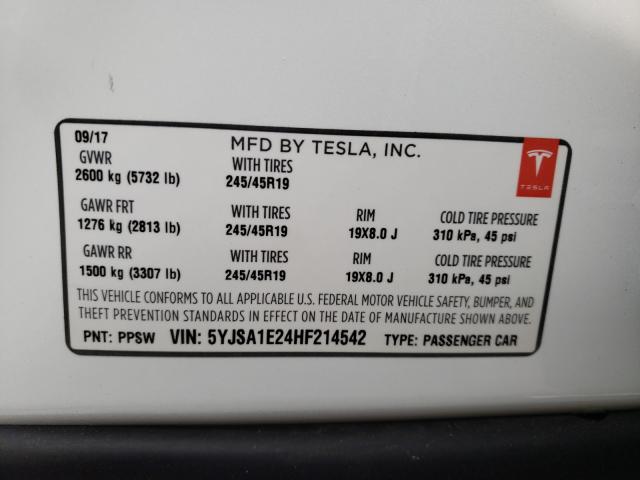 09/17 MFD BY TESLA, INC.
GVWR WITH TIRES
2600 kg (5732 lb) 245/45R19
TESLA
GAWR FRT WITH TIRES RIM COLD TIRE PRESSURE
1276 kg (2813 lb) 245/45R19 19X8.0 J 310 kPa, 45 psi
GAWR RR WITH TIRES RIM COLD TIRE PRESSURE
1500 kg (3307 lb) 245/45R19 19X8.0 J 310 kPa, 45 psi
THIS VEHICLE CONFORMS TO ALL APPLICABLE U.S. FEDERAL MOTOR VEHICLE SAFETY, BUMPER, AND
THEFT PREVENTION STANDARDS IN EFFECT ON THE DATE OF MANUFACTURE SHOWN ABOVE.
PNT: PPSW VIN: 5YJSA1E24HF214542 TYPE: PASSENGER CAR